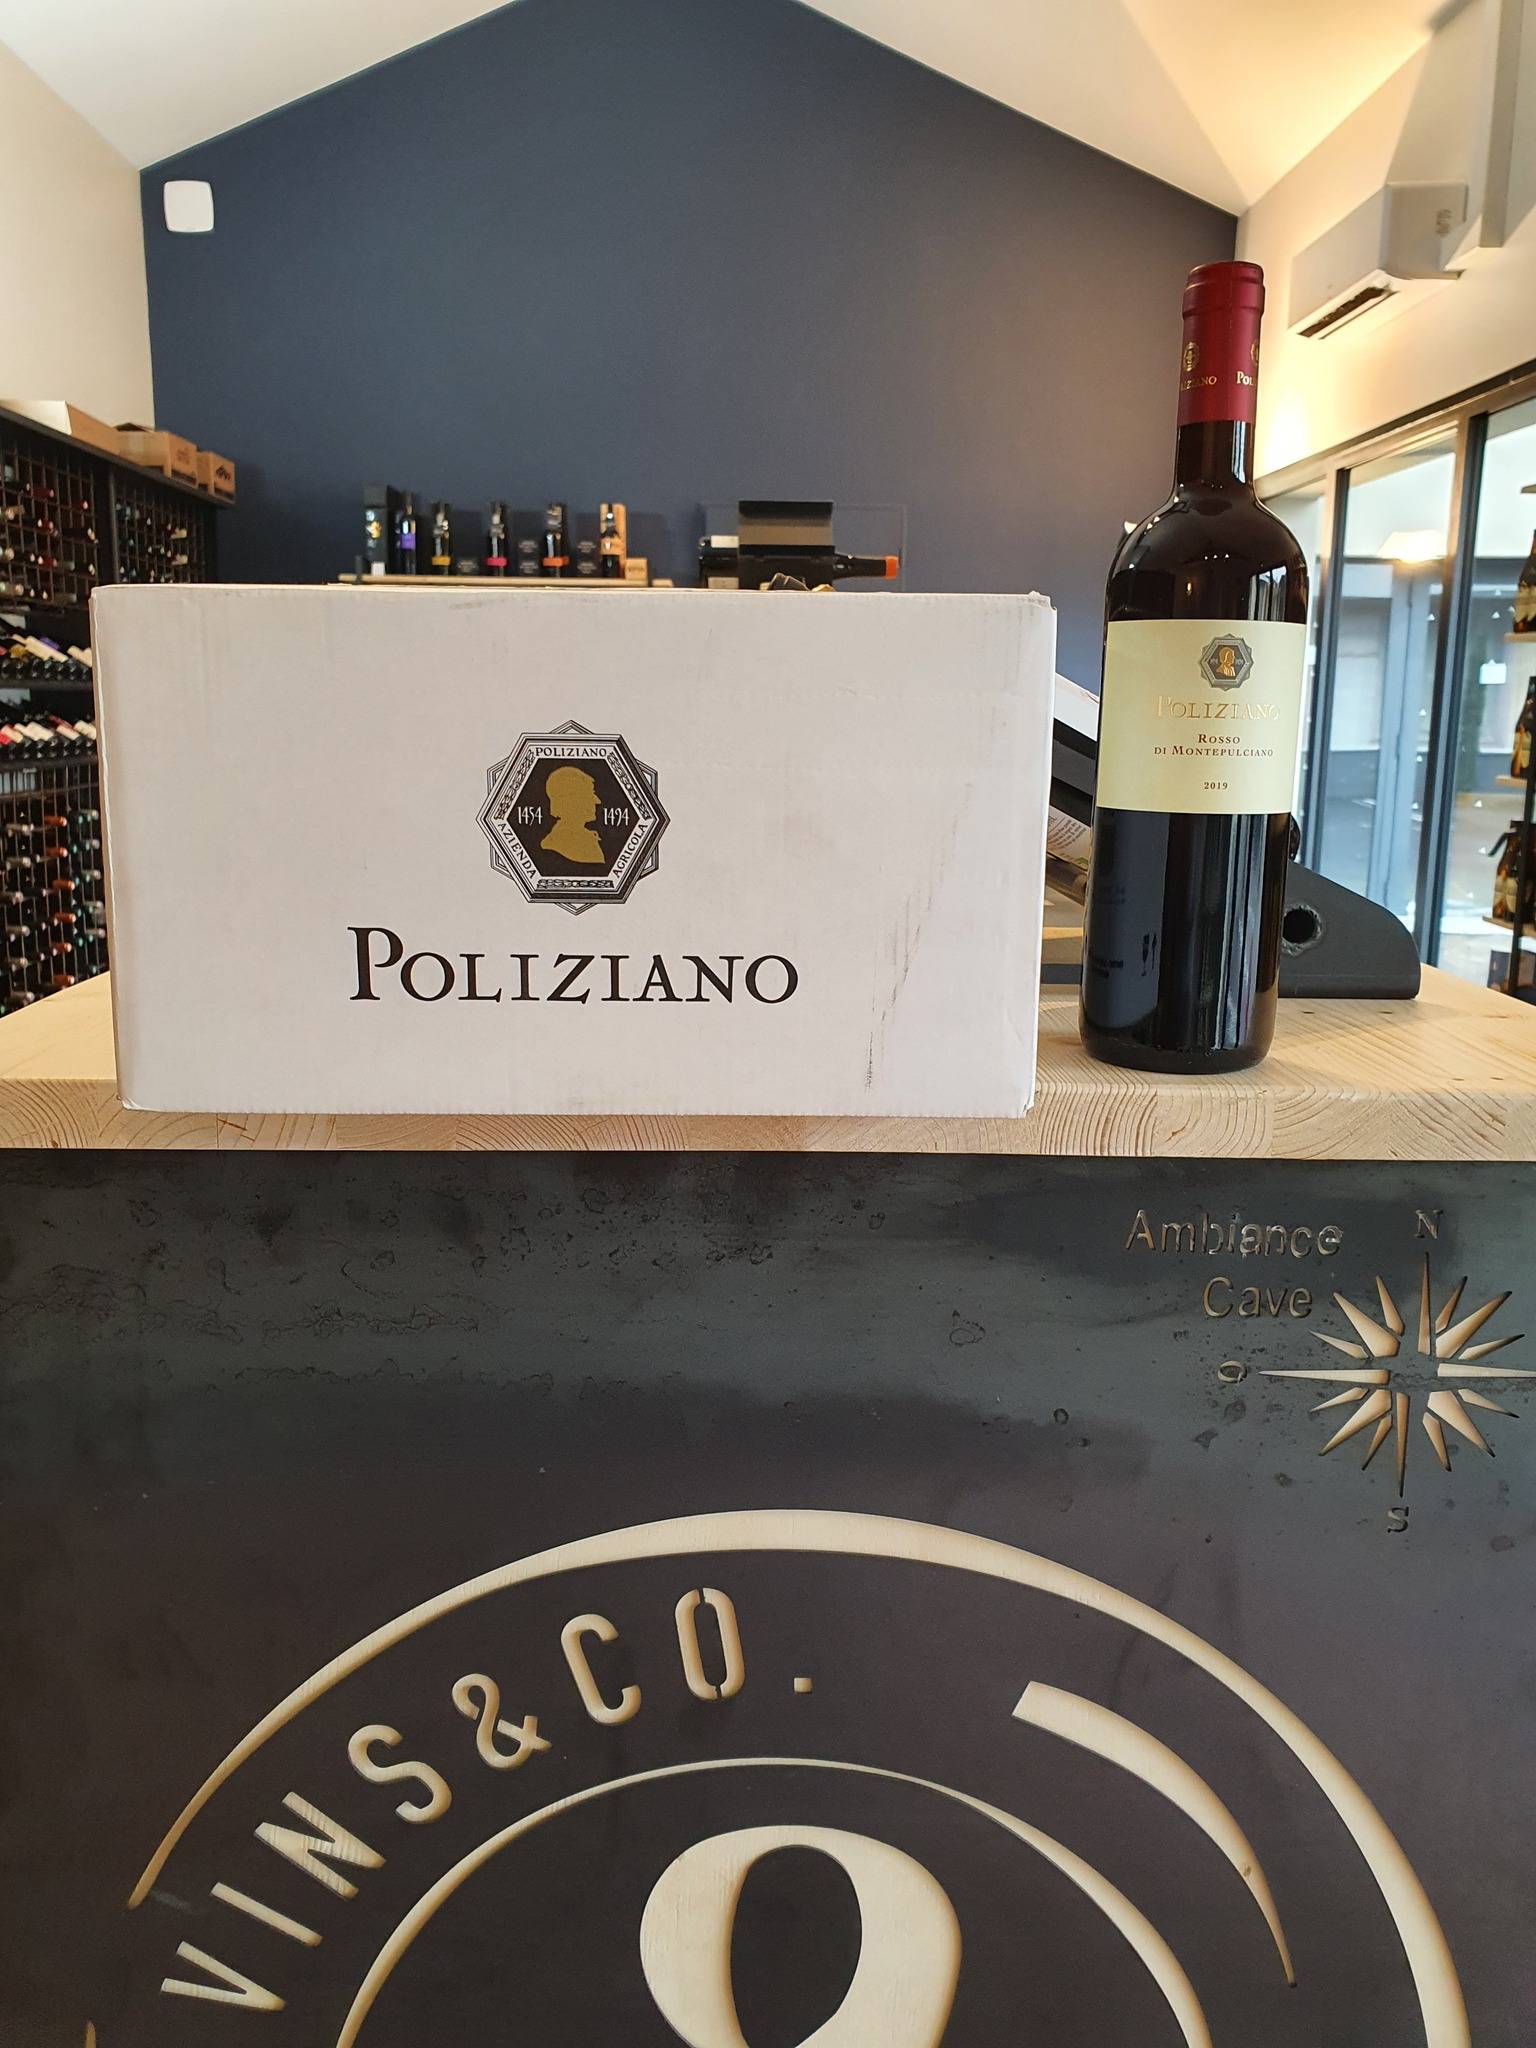 POLIZIANO
1454 1494
AZIENDA AGRICOLA
POLIZIANO
POLIZIANO
POLIZIANO
ROSSO
DI MONTEPULCIANO
2019
Ambiance
Cave
N
O
S
VINS&CO.